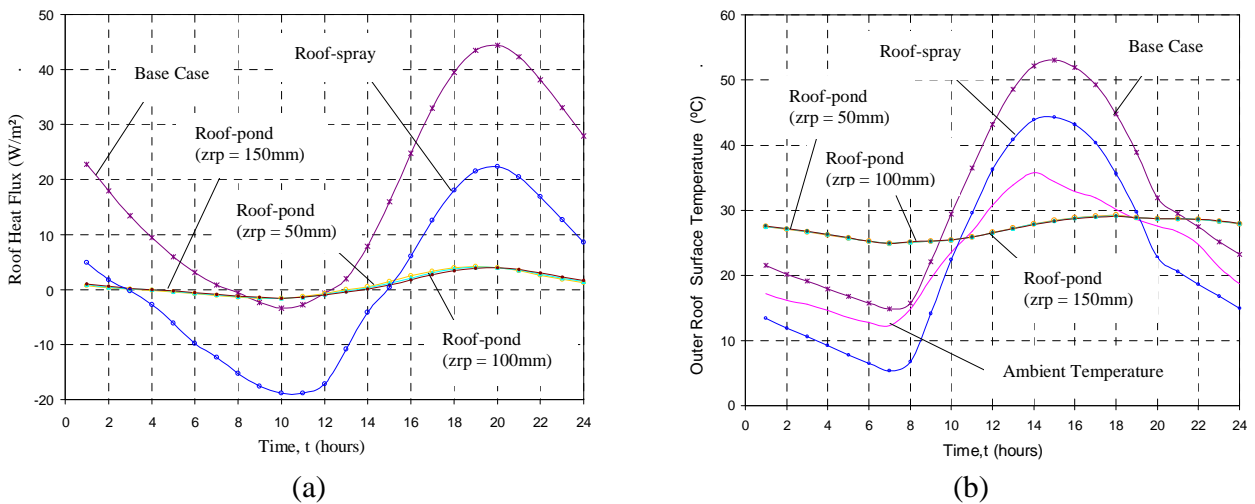 50
40
30
20
10
0
-10
-20
Roof Heat Flux (W/m²)
0 2 4 6 8 10 12 14 16 18 20 22 24
Time, t (hours)
Roof-spray
Base Case
Roof-pond
(zrp = 150mm)
Roof-pond
(zrp = 50mm)
Roof-pond
(zrp = 100mm)
(a)
60
50
40
30
20
10
0
Outer Roof Surface Temperature (ºC)
0 2 4 6 8 10 12 14 16 18 20 22 24
Time,t (hours)
Roof-spray
Base Case
Roof-pond
(zrp = 50mm)
Roof-pond
(zrp = 100mm)
Roof-pond
(zrp = 150mm)
Ambient Temperature
(b)